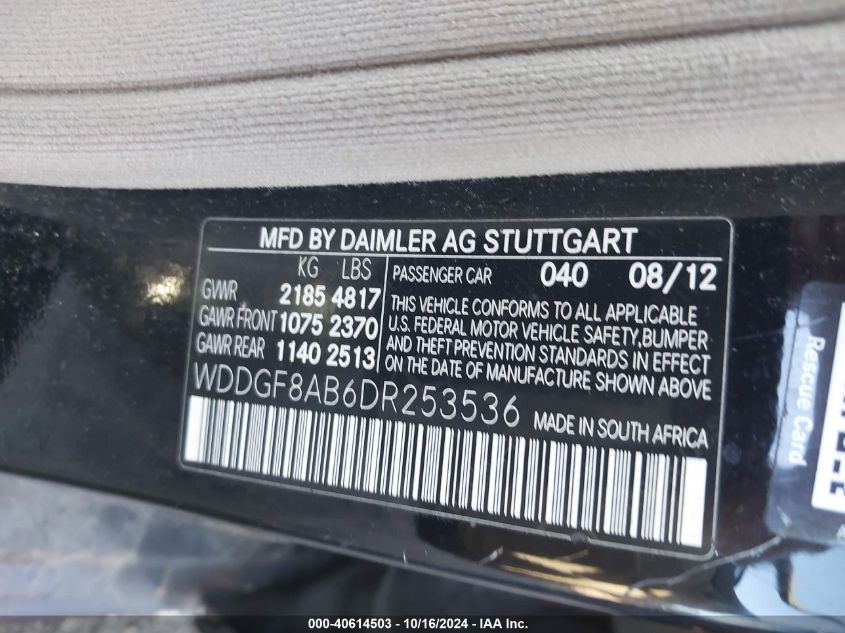 MFD BY DAIMLER AG STUTTGART
KG LBS
GVWR 2185 4817
GAWR FRONT 1075 2370
GAWR REAR 1140 2513
PASSENGER CAR 040 08/12
THIS VEHICLE CONFORMS TO ALL APPLICABLE
U.S. FEDERAL MOTOR VEHICLE SAFETY,BUMPER
AND THEFT PREVENTION STANDARDS IN EFFECT
ON THE DATE OF MANUFACTURE SHOWN ABOVE
WDDGF8AB6DR253536
MADE IN SOUTH AFRICA
Rescue Card
000-40614503 - 10/16/2024 - IAA Inc.